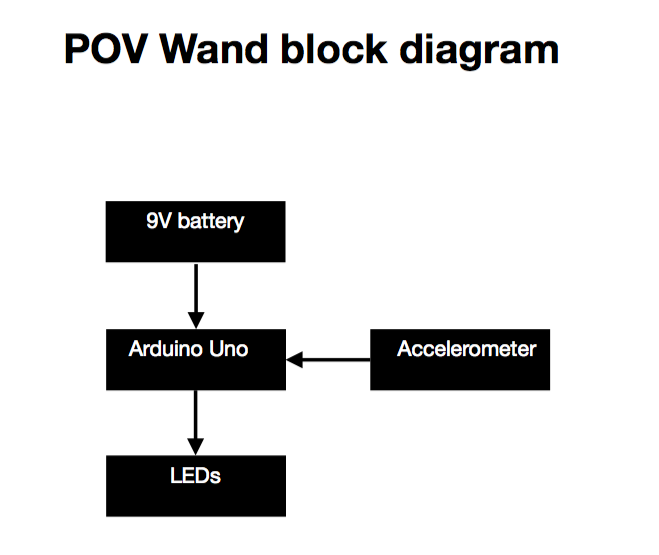 POV Wand block diagram
9V battery
Arduino Uno
Accelerometer
LEDs